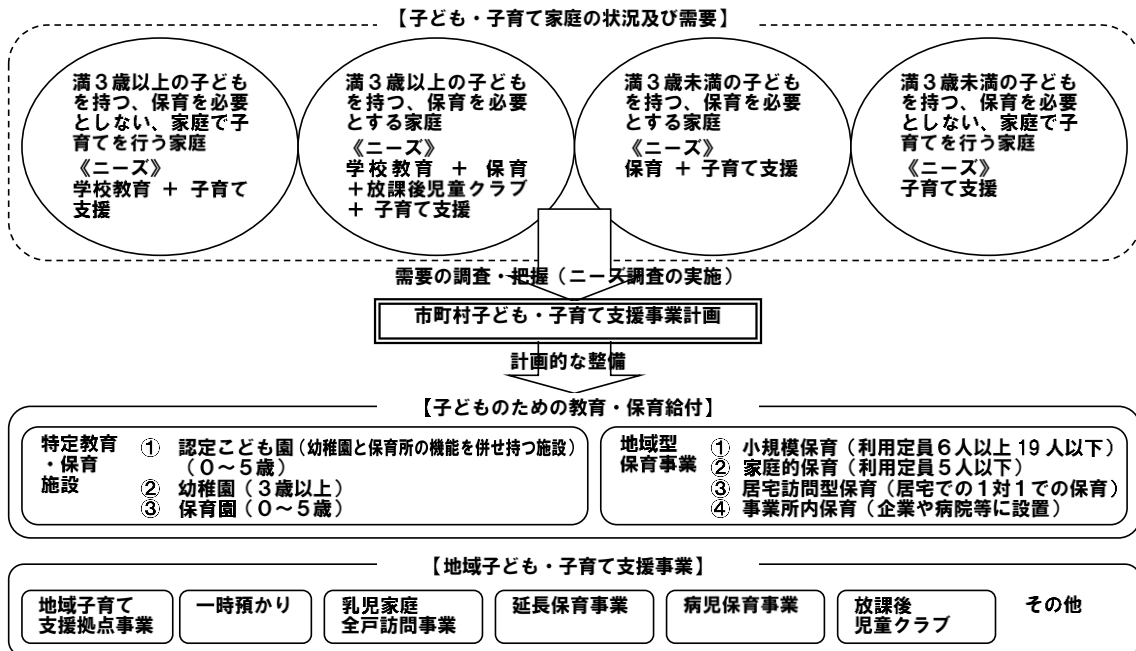 【子ども・子育て家庭の状況及び需要】
満３歳以上の子ども
を持つ、保育を必要
としない、家庭で子
育てを行う家庭
《ニーズ》
学校教育 ＋ 子育て
支援
満３歳以上の子ども
を持つ、保育を必要
とする家庭
《ニーズ》
学校教育 ＋ 保育
＋放課後児童クラブ
＋ 子育て支援
満３歳未満の子ども
を持つ、保育を必要
とする家庭
《ニーズ》
保育 ＋ 子育て支援
満３歳未満の子ども
を持つ、保育を必要
としない、家庭で子
育てを行う家庭
《ニーズ》
子育て支援
需要の調査・把握（ニーズ調査の実施）
市町村子ども・子育て支援事業計画
計画的な整備
【子どものための教育・保育給付】
特定教育
・保育
施設
① 認定こども園（幼稚園と保育所の機能を併せ持つ施設）
（０～５歳）
② 幼稚園（３歳以上）
③ 保育園（０～５歳）
地域型
保育事業
① 小規模保育（利用定員６人以上 19 人以下）
② 家庭的保育（利用定員５人以下）
③ 居宅訪問型保育（居宅での１対１での保育）
④ 事業所内保育（企業や病院等に設置）
【地域子ども・子育て支援事業】
地域子育て
支援拠点事業
一時預かり
乳児家庭
全戸訪問事業
延長保育事業
病児保育事業
放課後
児童クラブ
その他